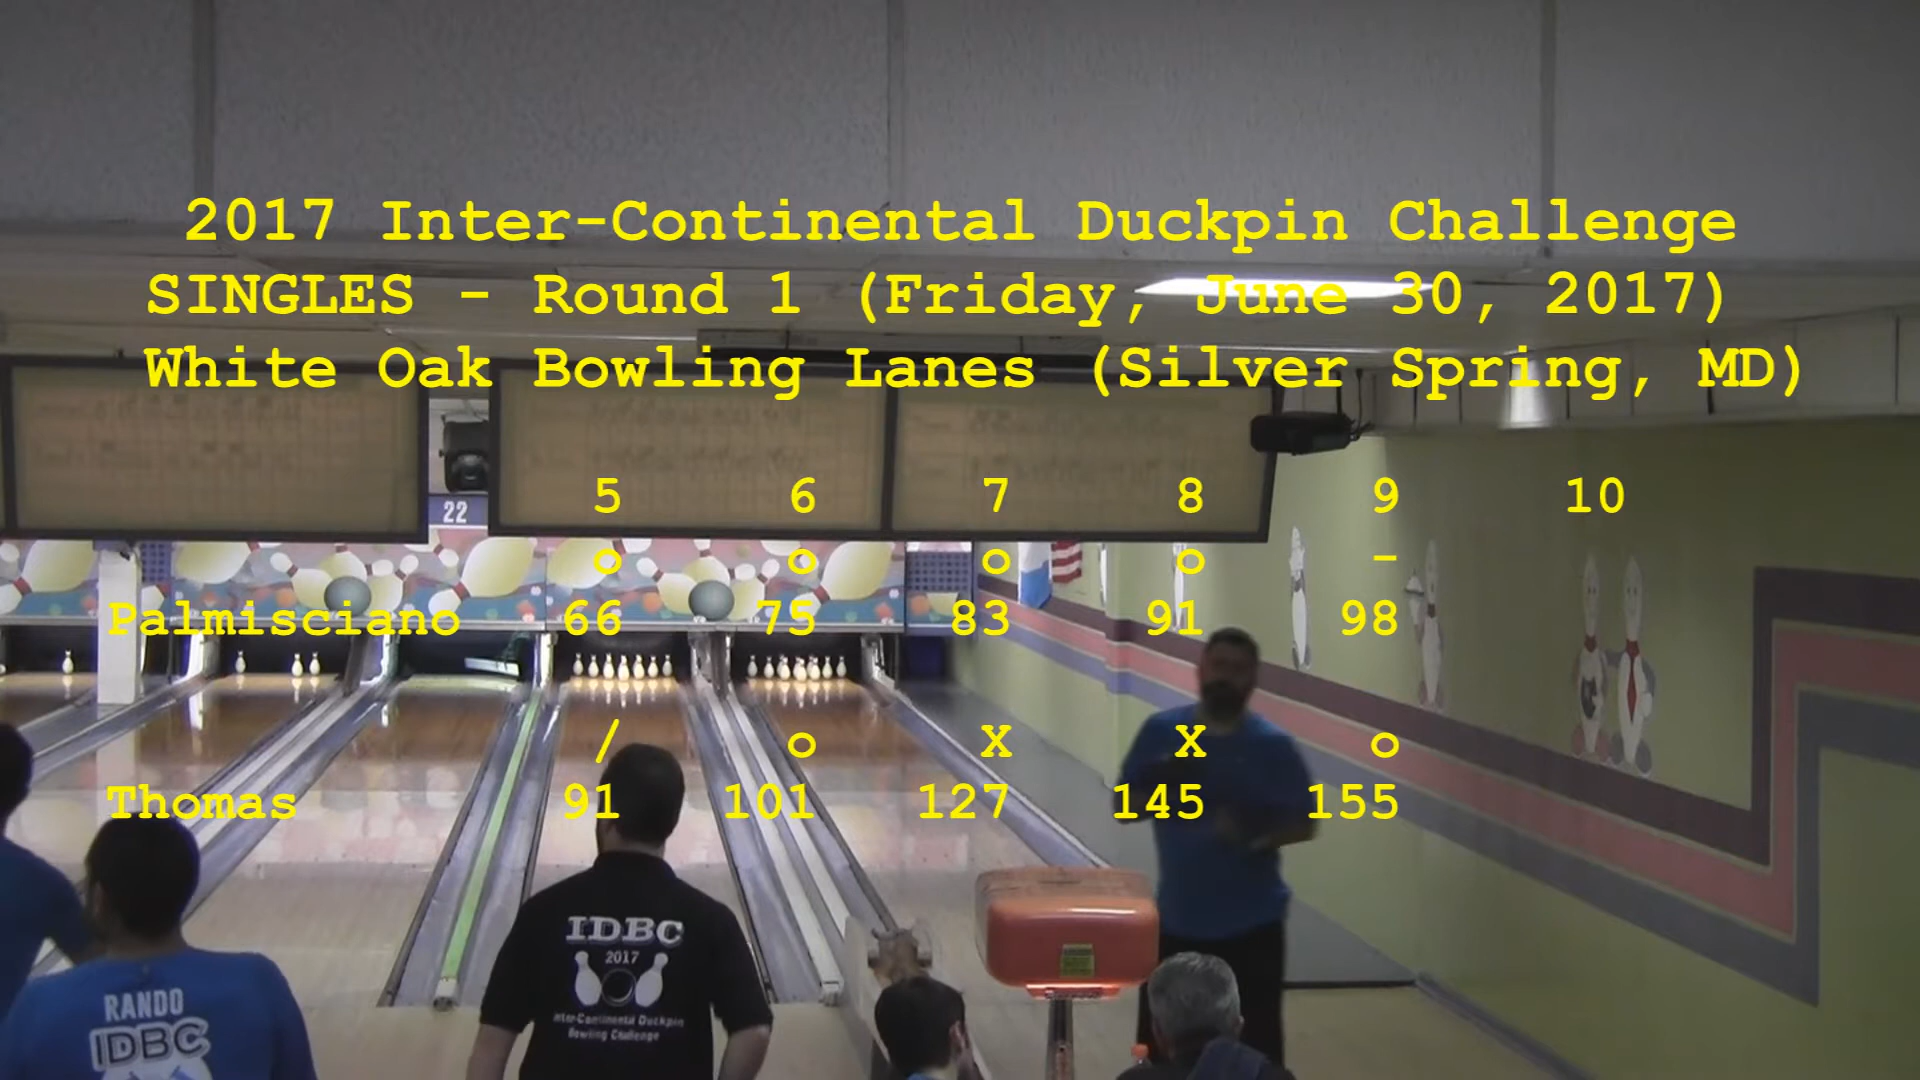 2017 Inter-Continental Duckpin Challenge
SINGLES - Round 1 (Friday, June 30, 2017)
White Oak Bowling Lanes (Silver Spring, MD)
5 6 7 8 9 10
o o o o -
Palmisciano 66 75 83 91 98
/ o X X o
Thomas 91 101 127 145 155
22
IDBC
2017
Inter-Continental Duckpin
Bowling Challenge
RANDO
IDBC